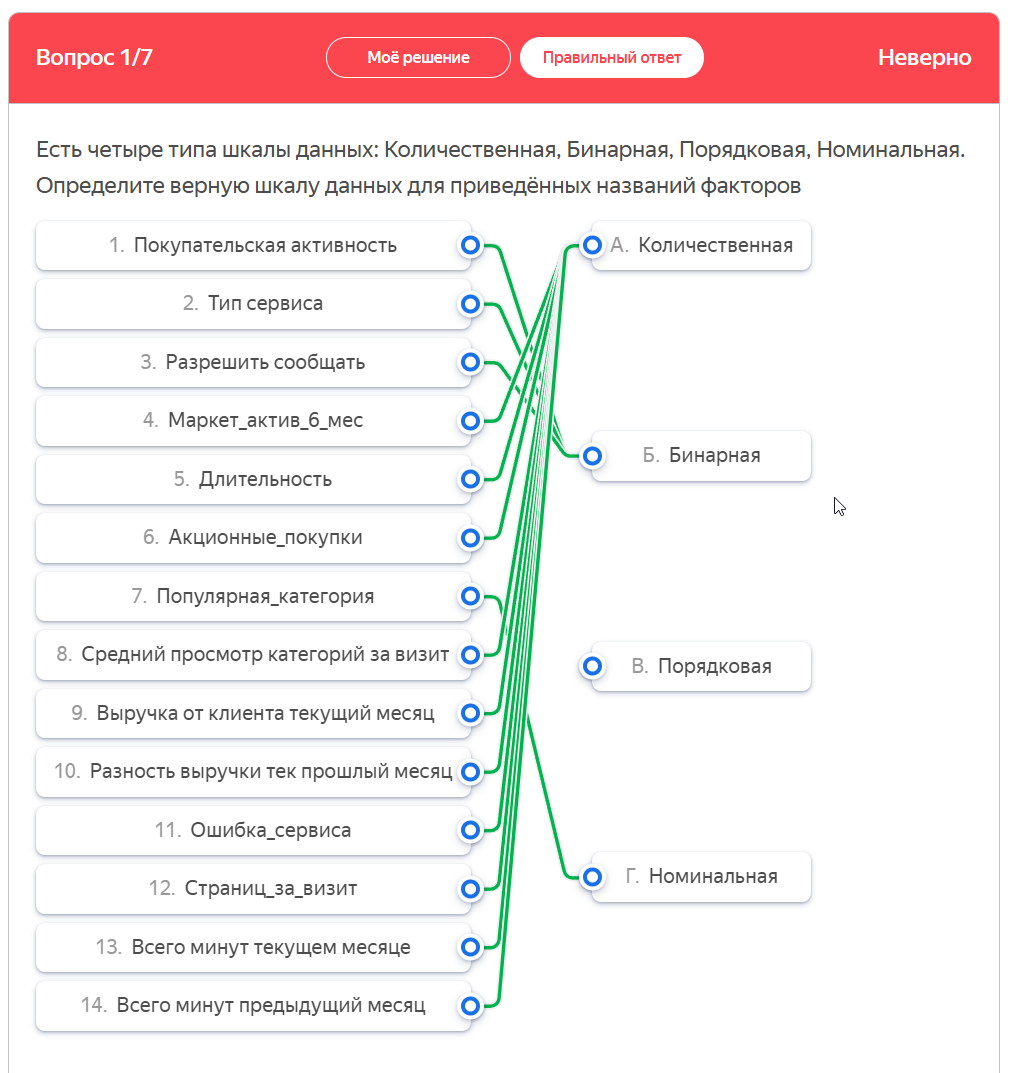 Вопрос 1/7
Моё решение
Правильный ответ
Неверно
Есть четыре типа шкалы данных: Количественная, Бинарная, Порядковая, Номинальная.
Определите верную шкалу данных для приведённых названий факторов
1. Покупательская активность
А. Количественная
2. Тип сервиса
3. Разрешить сообщать
4. Маркет_актив_6_мес
Б. Бинарная
5. Длительность
6. Акционные_покупки
7. Популярная_категория
8. Средний просмотр категорий за визит
В. Порядковая
9. Выручка от клиента текущий месяц
10. Разность выручки тек прошлый месяц
11. Ошибка_сервиса
Г. Номинальная
12. Страниц_за_визит
13. Всего минут текущем месяце
14. Всего минут предыдущий месяц